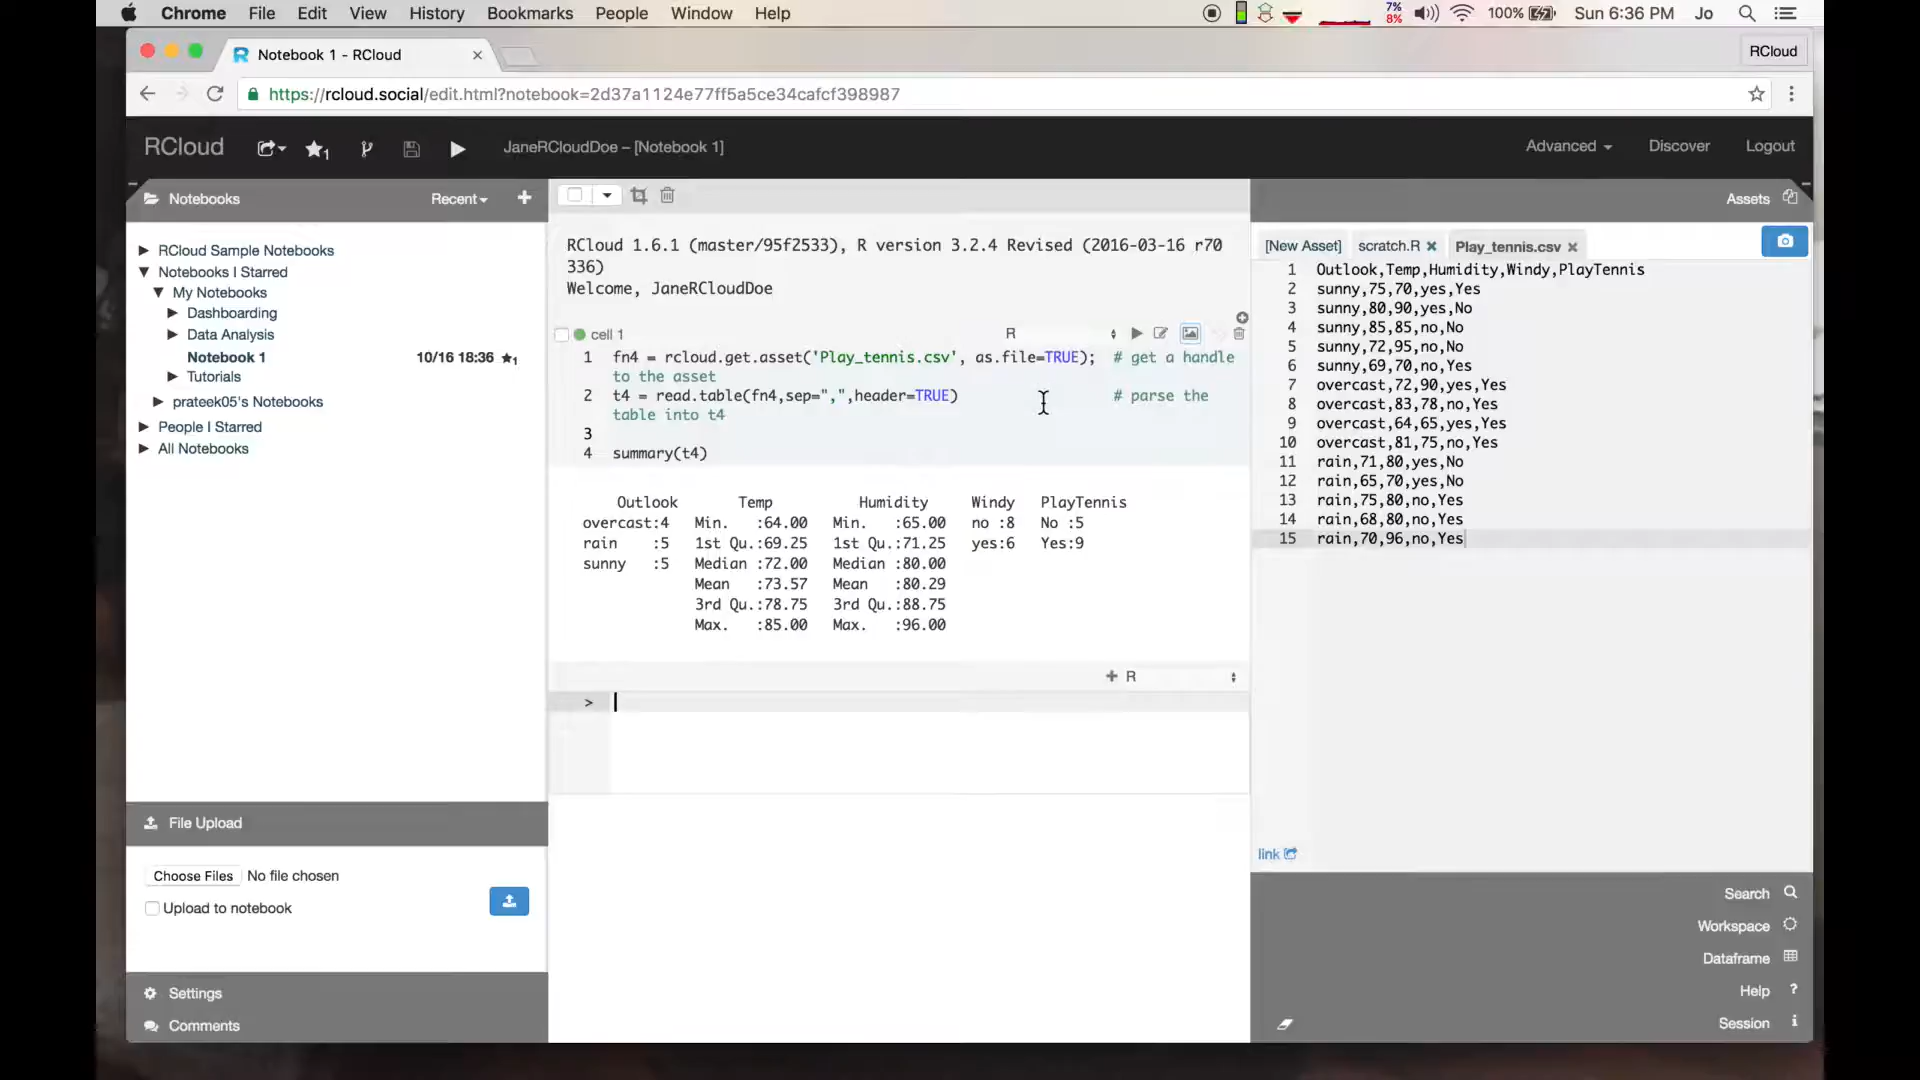 Chrome File Edit View History Bookmarks People Window Help
7%
8%
100% Sun 6:36 PM Jo
Notebook 1 - RCloud
RCloud
https://rcloud.social/edit.html?notebook=2d37a1124e77ff5a5ce34cafcf398987
RCloud
1
JaneRCloudDoe – [Notebook 1]
Advanced Discover Logout
Notebooks Recent
RCloud Sample Notebooks
Notebooks I Starred
My Notebooks
Dashboarding
Data Analysis
Notebook 1 10/16 18:36 1
Tutorials
prateek05's Notebooks
People I Starred
All Notebooks
File Upload
Choose Files No file chosen
Upload to notebook
Settings
Comments
RCloud 1.6.1 (master/95f2533), R version 3.2.4 Revised (2016-03-16 r70
336)
Welcome, JaneRCloudDoe
cell 1 R
1 fn4 = rcloud.get.asset('Play_tennis.csv', as.file=TRUE); # get a handle
to the asset
2 t4 = read.table(fn4,sep=",",header=TRUE) # parse the
table into t4
3
4 summary(t4)
Outlook Temp Humidity Windy PlayTennis
overcast:4 Min. :64.00 Min. :65.00 no :8 No :5
rain :5 1st Qu.:69.25 1st Qu.:71.25 yes:6 Yes:9
sunny :5 Median :72.00 Median :80.00
Mean :73.57 Mean :80.29
3rd Qu.:78.75 3rd Qu.:88.75
Max. :85.00 Max. :96.00
+ R
>
Assets
[New Asset] scratch.R Play_tennis.csv
1 Outlook,Temp,Humidity,Windy,PlayTennis
2 sunny,75,70,yes,Yes
3 sunny,80,90,yes,No
4 sunny,85,85,no,No
5 sunny,72,95,no,No
6 sunny,69,70,no,Yes
7 overcast,72,90,yes,Yes
8 overcast,83,78,no,Yes
9 overcast,64,65,yes,Yes
10 overcast,81,75,no,Yes
11 rain,71,80,yes,No
12 rain,65,70,yes,No
13 rain,75,80,no,Yes
14 rain,68,80,no,Yes
15 rain,70,96,no,Yes
link
Search
Workspace
Dataframe
Help ?
Session i